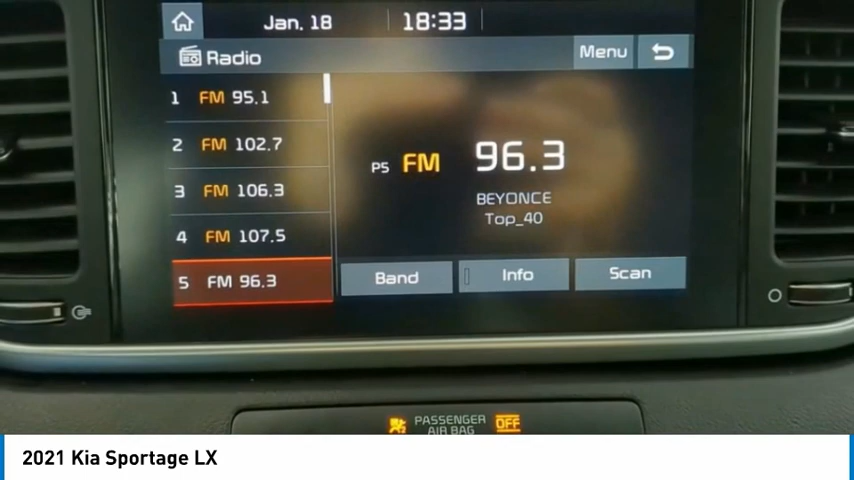 Jan. 18 18:33
Radio Menu
1 FM 95.1
2 FM 102.7
3 FM 106.3
4 FM 107.5
5 FM 96.3
P5 FM 96.3
BEYONCE
Top_40
Band Info Scan
PASSENGER
AIR BAG OFF
2021 Kia Sportage LX